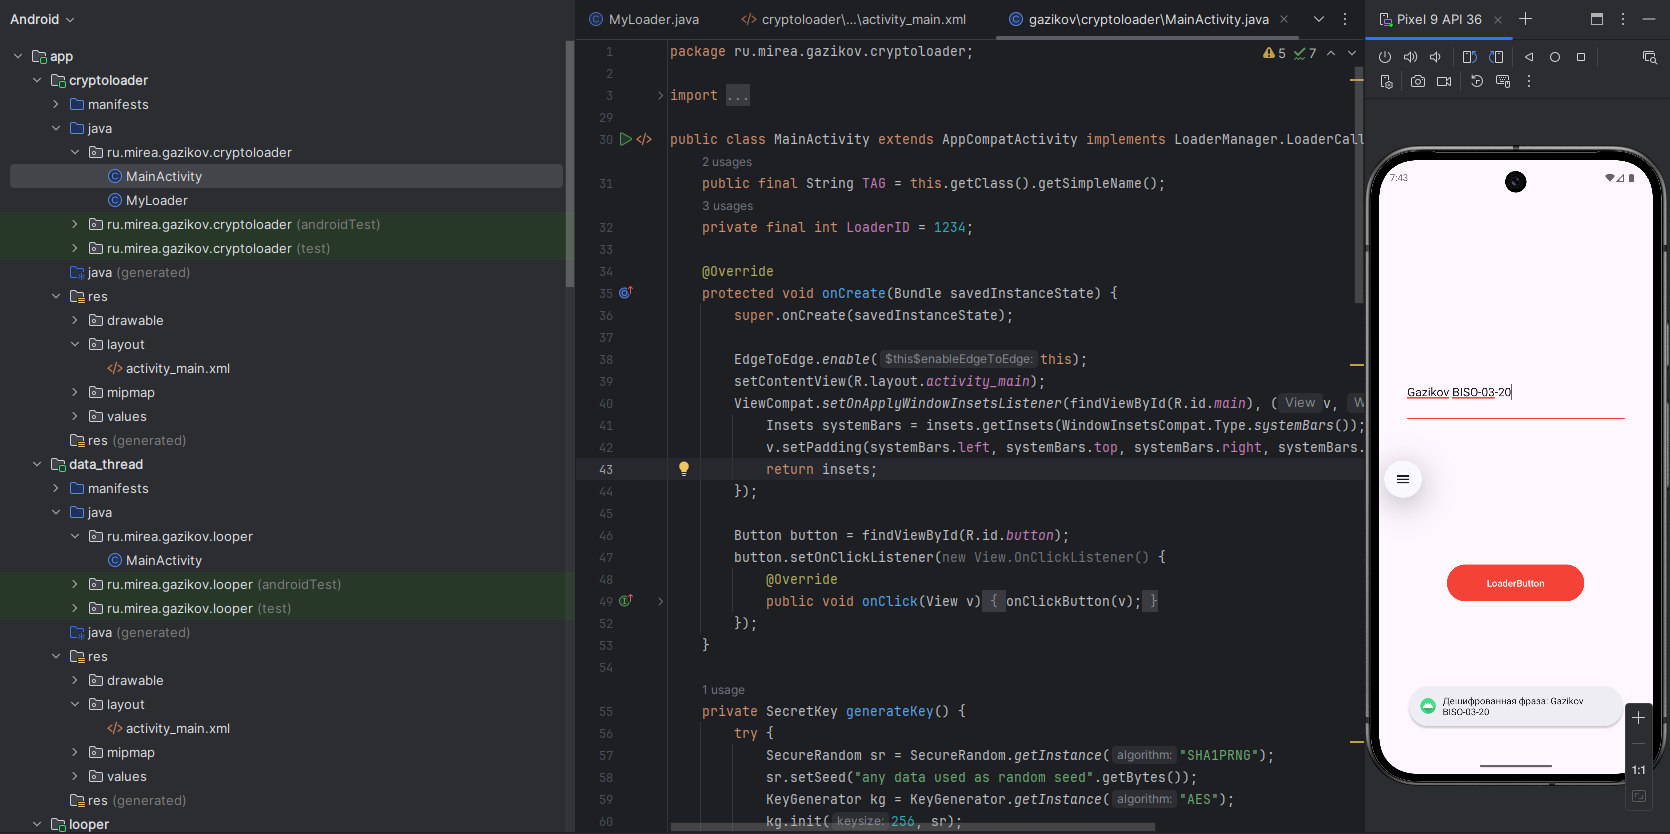 Android
app
cryptoloader
manifests
java
ru.mirea.gazikov.cryptoloader
MainActivity
MyLoader
ru.mirea.gazikov.cryptoloader (androidTest)
ru.mirea.gazikov.cryptoloader (test)
java (generated)
res
drawable
layout
activity_main.xml
mipmap
values
res (generated)
data_thread
manifests
java
ru.mirea.gazikov.looper
MainActivity
ru.mirea.gazikov.looper (androidTest)
ru.mirea.gazikov.looper (test)
java (generated)
res
drawable
layout
activity_main.xml
mipmap
values
res (generated)
looper
MyLoader.java
cryptoloader\...\activity_main.xml
gazikov\cryptoloader\MainActivity.java
5 7
1 package ru.mirea.gazikov.cryptoloader;
2
3 import ...
29
30 public class MainActivity extends AppCompatActivity implements LoaderManager.LoaderCall
2 usages
31 public final String TAG = this.getClass().getSimpleName();
3 usages
32 private final int LoaderID = 1234;
33
34 @Override
35 protected void onCreate(Bundle savedInstanceState) {
36 super.onCreate(savedInstanceState);
37
38 EdgeToEdge.enable( $this$enableEdgeToEdge: this);
39 setContentView(R.layout.activity_main);
40 ViewCompat.setOnApplyWindowInsetsListener(findViewById(R.id.main), ( View v, W
41 Insets systemBars = insets.getInsets(WindowInsetsCompat.Type.systemBars());
42 v.setPadding(systemBars.left, systemBars.top, systemBars.right, systemBars.
43 return insets;
44 });
45
46 Button button = findViewById(R.id.button);
47 button.setOnClickListener(new View.OnClickListener() {
48 @Override
49 public void onClick(View v) { onClickButton(v); }
52 });
53 }
54
1 usage
55 private SecretKey generateKey() {
56 try {
57 SecureRandom sr = SecureRandom.getInstance( algorithm: "SHA1PRNG");
58 sr.setSeed("any data used as random seed".getBytes());
59 KeyGenerator kg = KeyGenerator.getInstance( algorithm: "AES");
60 kg.init( keysize: 256, sr);
Pixel 9 API 36
7:43
Gazikov BISO-03-20
LoaderButton
Дешифрованная фраза: Gazikov
BISO-03-20
1:1